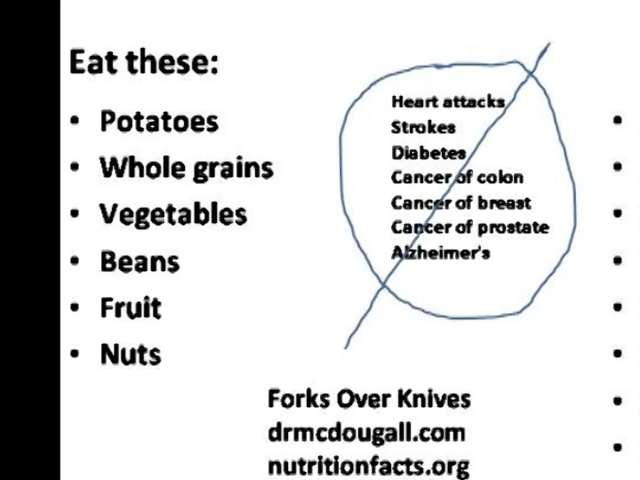 Eat these:
• Potatoes
• Whole grains
• Vegetables
• Beans
• Fruit
• Nuts
Heart attacks
Strokes
Diabetes
Cancer of colon
Cancer of breast
Cancer of prostate
Alzheimer's
Forks Over Knives
drmcdougall.com
nutritionfacts.org